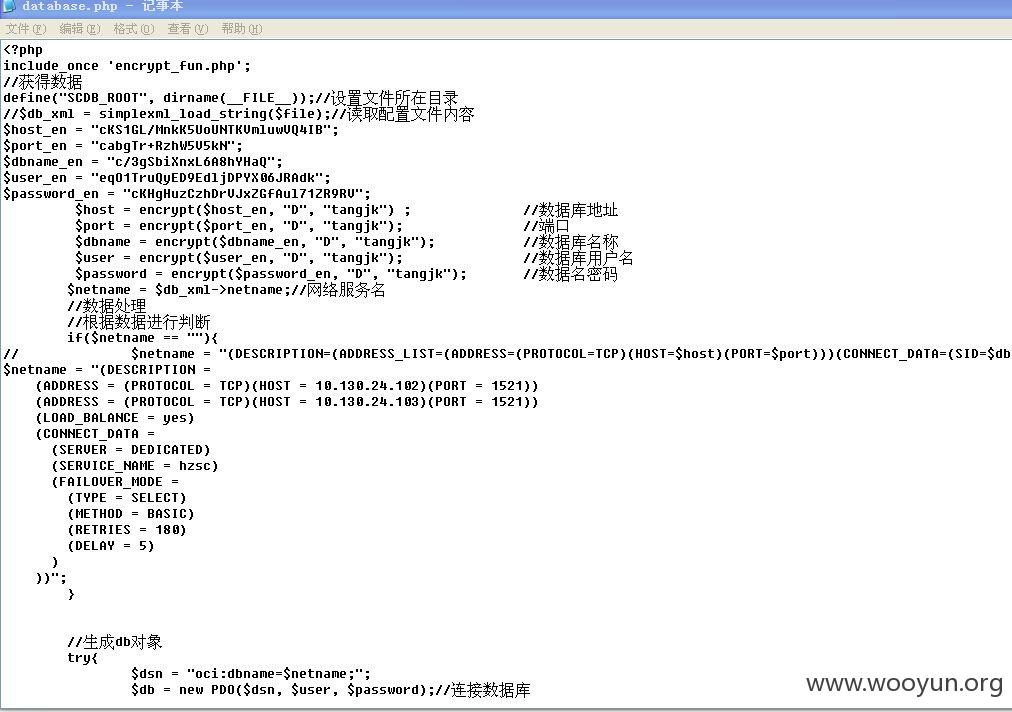 database.php - 记事本
文件(F) 编辑(E) 格式(O) 查看(V) 帮助(H)
<?php
include_once 'encrypt_fun.php';
//获得数据
define("SCDB_ROOT", dirname(__FILE__));//设置文件所在目录
//$db_xml = simplexml_load_string($file);//读取配置文件内容
$host_en = "cKS1GL/MnkK5UoUNTKVmluwVQ4IB";
$port_en = "cabgTr+RzhW5V5kN";
$dbname_en = "c/3gSbiXnxL6A8hYHaQ";
$user_en = "eqO1TruQyED9EdljDPYX06JRAdk";
$password_en = "cKHgHuzCzhDrVJxZGfAul71ZR9RV";
$host = encrypt($host_en, "D", "tangjk") ; //数据库地址
$port = encrypt($port_en, "D", "tangjk"); //端口
$dbname = encrypt($dbname_en, "D", "tangjk"); //数据库名称
$user = encrypt($user_en, "D", "tangjk"); //数据库用户名
$password = encrypt($password_en, "D", "tangjk"); //数据名密码
$netname = $db_xml->netname;//网络服务名
//数据处理
//根据数据进行判断
if($netname == ""){
// $netname = "(DESCRIPTION=(ADDRESS_LIST=(ADDRESS=(PROTOCOL=TCP)(HOST=$host)(PORT=$port)))(CONNECT_DATA=(SID=$db
$netname = "(DESCRIPTION =
(ADDRESS = (PROTOCOL = TCP)(HOST = 10.130.24.102)(PORT = 1521))
(ADDRESS = (PROTOCOL = TCP)(HOST = 10.130.24.103)(PORT = 1521))
(LOAD_BALANCE = yes)
(CONNECT_DATA =
(SERVER = DEDICATED)
(SERVICE_NAME = hzsc)
(FAILOVER_MODE =
(TYPE = SELECT)
(METHOD = BASIC)
(RETRIES = 180)
(DELAY = 5)
)
))";
}
//生成db对象
try{
$dsn = "oci:dbname=$netname;";
$db = new PDO($dsn, $user, $password);//连接数据库
www.wooyun.org